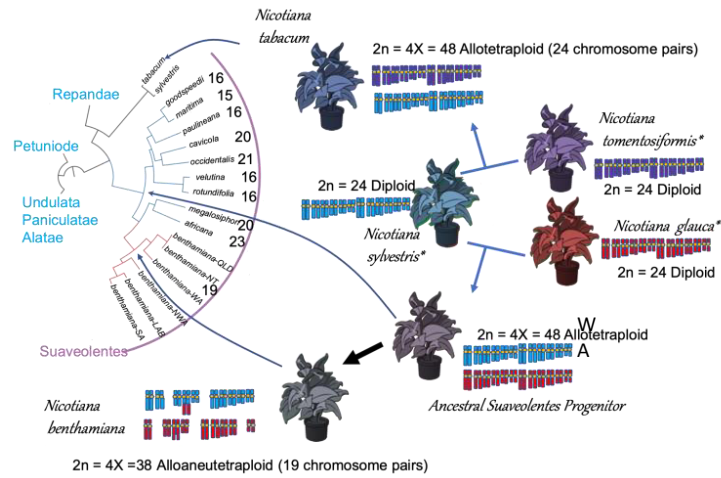 Nicotiana
tabacum
2n = 4X = 48 Allotetraploid (24 chromosome pairs)
tabacum
sylvestris
goodspeedii
16
maritima
15
paulineana
16
cavicola
20
occidentalis
21
velutina
16
rotundifolia
16
megalosiphon
20
africana
23
benthamiana-QLD
benthamiana-NT
benthamiana-WA
19
benthamiana-NWA
benthamiana-LAB
benthamiana-SA
Repandae
Petuniode
Undulata
Paniculatae
Alatae
Suaveolentes
Nicotiana
tomentosiformis*
2n = 24 Diploid
2n = 24 Diploid
Nicotiana
sylvestris*
Nicotiana glauca*
2n = 24 Diploid
W
2n = 4X = 48 Allotetraploid
A
Ancestral Suaveolentes Progenitor
Nicotiana
benthamiana
2n = 4X =38 Alloaneutetraploid (19 chromosome pairs)